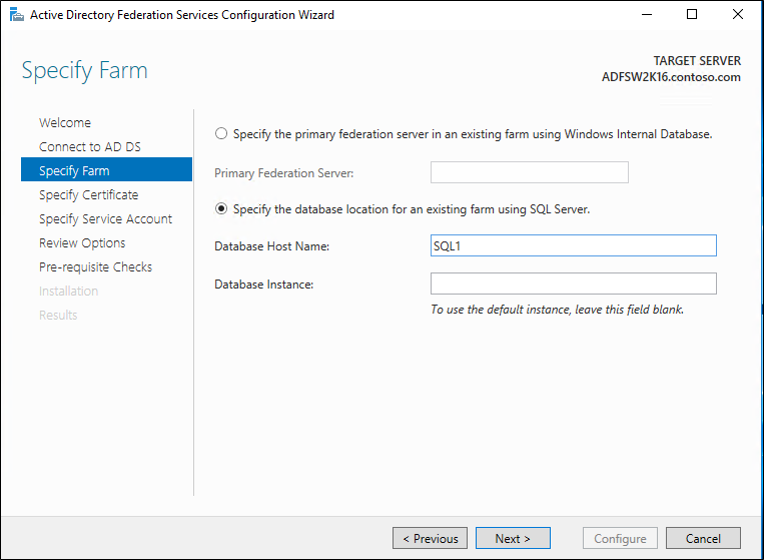 Active Directory Federation Services Configuration Wizard
Specify Farm
TARGET SERVER
ADFSW2K16.contoso.com
Welcome
Connect to AD DS
Specify Farm
Specify Certificate
Specify Service Account
Review Options
Pre-requisite Checks
Installation
Results
Specify the primary federation server in an existing farm using Windows Internal Database.
Primary Federation Server:
Specify the database location for an existing farm using SQL Server.
Database Host Name:
SQL1
Database Instance:
To use the default instance, leave this field blank.
< Previous
Next >
Configure
Cancel